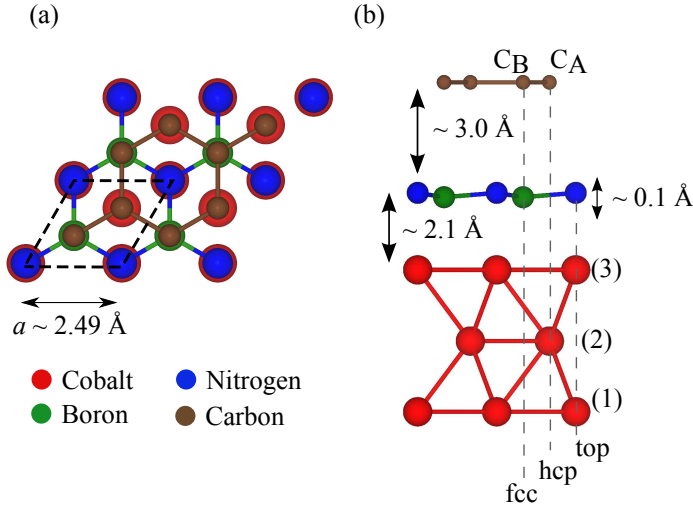 (a)
a ~ 2.49 Å
Cobalt
Nitrogen
Boron
Carbon
(b)
C_B C_A
~ 3.0 Å
~ 0.1 Å
~ 2.1 Å
(3)
(2)
(1)
top
hcp
fcc